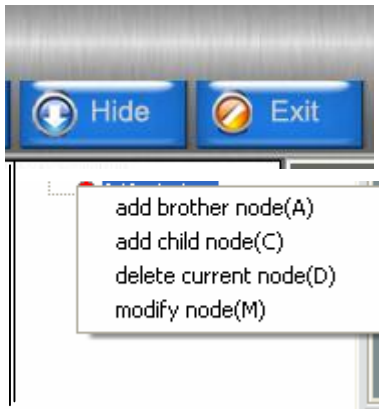 Hide
Exit
add brother node(A)
add child node(C)
delete current node(D)
modify node(M)